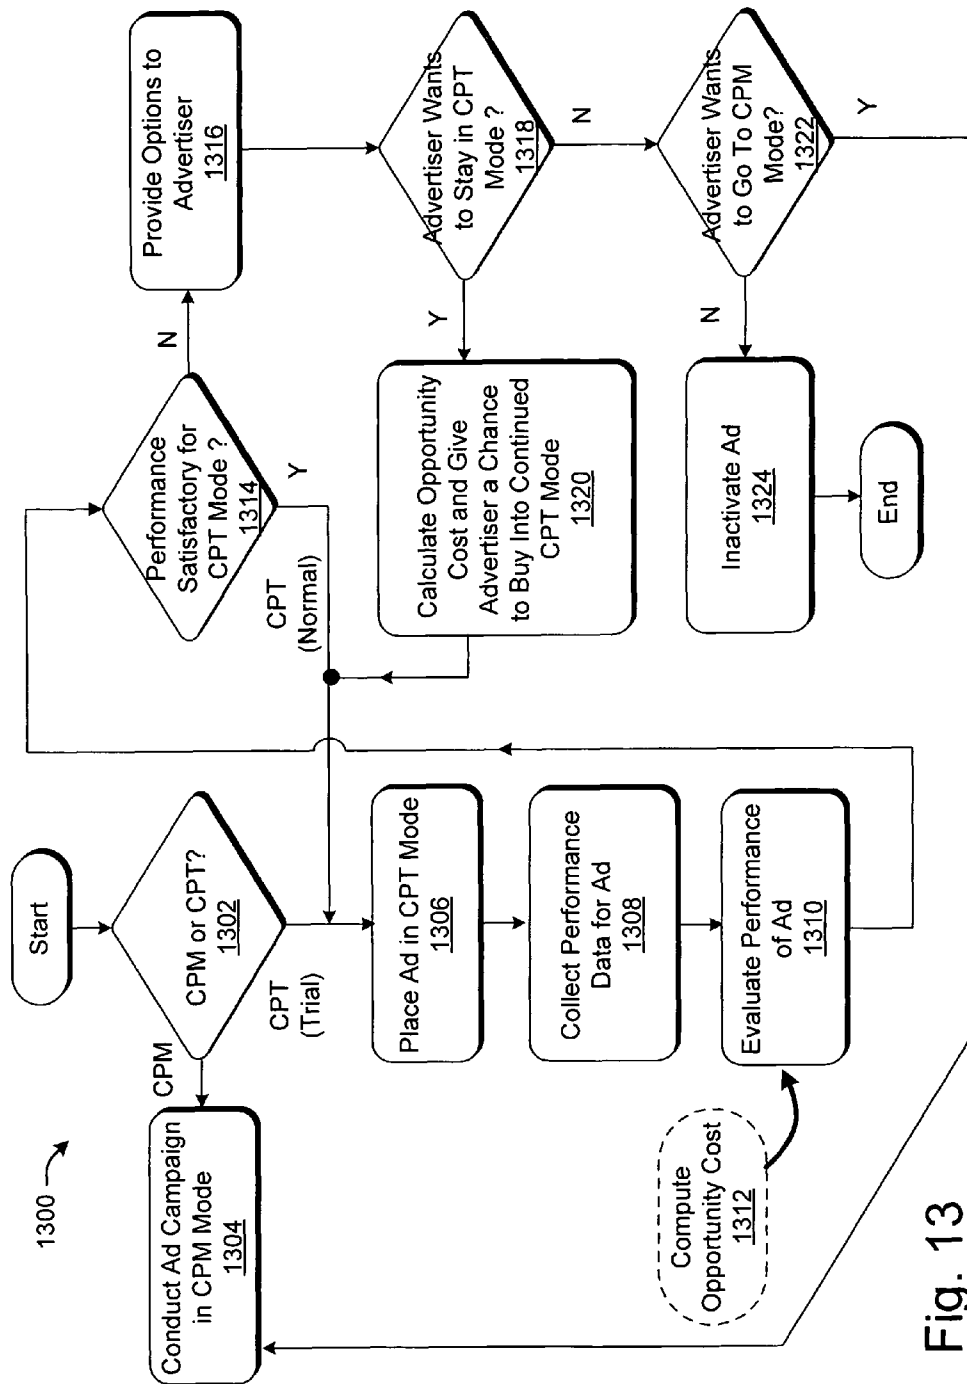 1300
Start
CPM or CPT?
1302
CPM
CPT
(Trial)
Conduct Ad Campaign
in CPM Mode
1304
Place Ad in CPT Mode
1306
Collect Performance
Data for Ad
1308
Evaluate Performance
of Ad
1310
Compute
Opportunity Cost
1312
Performance
Satisfactory for
CPT Mode ?
1314
N
Y
CPT
(Normal)
Provide Options to
Advertiser
1316
Advertiser Wants
to Stay in CPT
Mode ?
1318
Y
N
Calculate Opportunity
Cost and Give
Advertiser a Chance
to Buy Into Continued
CPT Mode
1320
Advertiser Wants
to Go To CPM
Mode?
1322
N
Y
Inactivate Ad
1324
End
Fig. 13